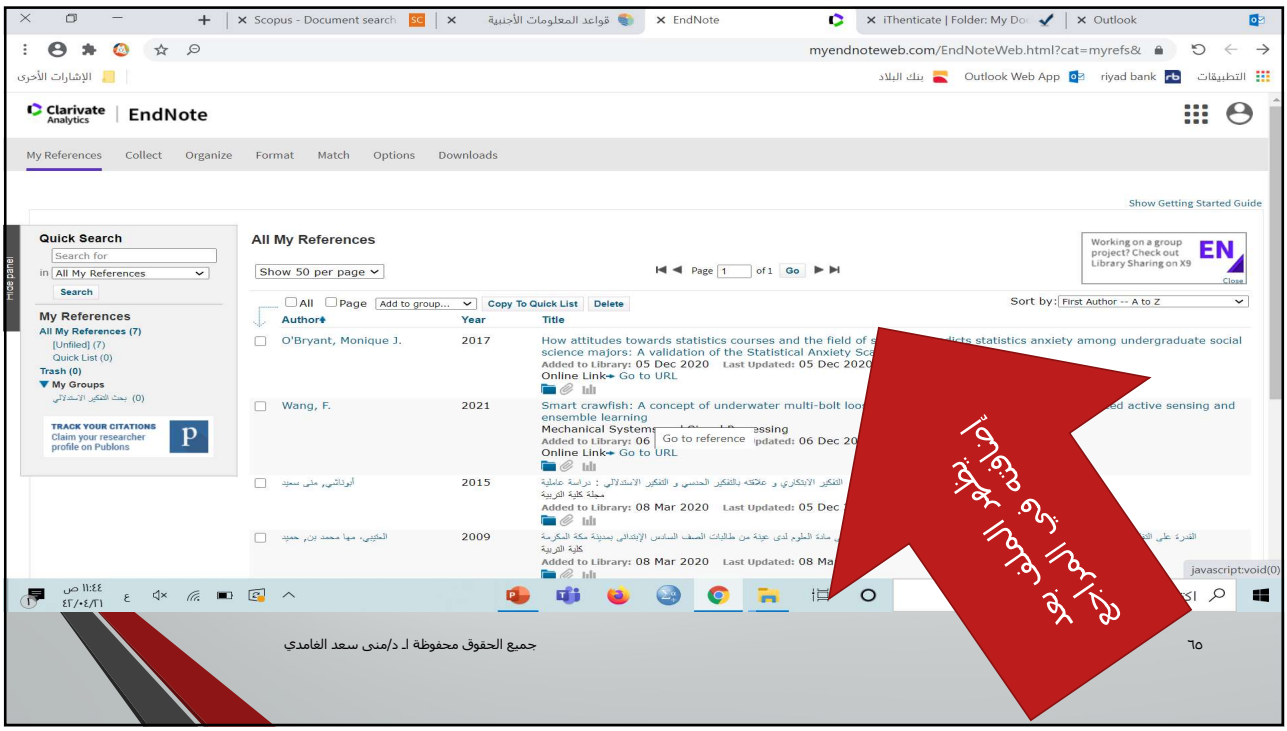 Scopus - Document search
قواعد المعلومات الأجنبية
EndNote
iThenticate | Folder: My Do
Outlook
myendnoteweb.com/EndNoteWeb.html?cat=myrefs&
الإشارات الأخرى
بنك البلاد
Outlook Web App
riyad bank
التطبيقات
Clarivate Analytics | EndNote
My References Collect Organize Format Match Options Downloads
Show Getting Started Guide
Hide panel
Quick Search
Search for
in All My References
Search
My References
All My References (7)
[Unfiled] (7)
Quick List (0)
Trash (0)
My Groups
بحث التفكير الاستدلالي (0)
TRACK YOUR CITATIONS
Claim your researcher
profile on Publons
P
All My References
Show 50 per page
Page 1 of 1 Go
Working on a group
project? Check out
Library Sharing on X9
EN
Close
All Page Add to group... Copy To Quick List Delete
Sort by: First Author -- A to Z
Author Year Title
O'Bryant, Monique J. 2017 How attitudes towards statistics courses and the field of s dicts statistics anxiety among undergraduate social
science majors: A validation of the Statistical Anxiety Sca
Added to Library: 05 Dec 2020 Last Updated: 05 Dec 2020
Online Link Go to URL
Wang, F. 2021 Smart crawfish: A concept of underwater multi-bolt loo ed active sensing and
ensemble learning
Mechanical Systems essing
Added to Library: 06 pdated: 06 Dec 20
Go to reference
Online Link Go to URL
أبوناشي, منى سعيد 2015 التفكير الابتكاري و علاقته بالتفكير الحدسي و التفكير الاستدلالي : دراسة عاملية
مجلة كلية التربية
Added to Library: 08 Mar 2020 Last Updated: 05 Dec
العتيبي, مها محمد بن, حميد 2009 القدرة على مادة العلوم لدى عينة من طالبات الصف السادس الإبتدائي بمدينة مكة المكرمة
كلية التربية
Added to Library: 08 Mar 2020 Last Updated: 08 Ma
javascript:void(0)
١١:٤٤ ص
٤٢/٠٤/٢١
ع
جميع الحقوق محفوظة لـ د/منى سعد الغامدي
٦٥